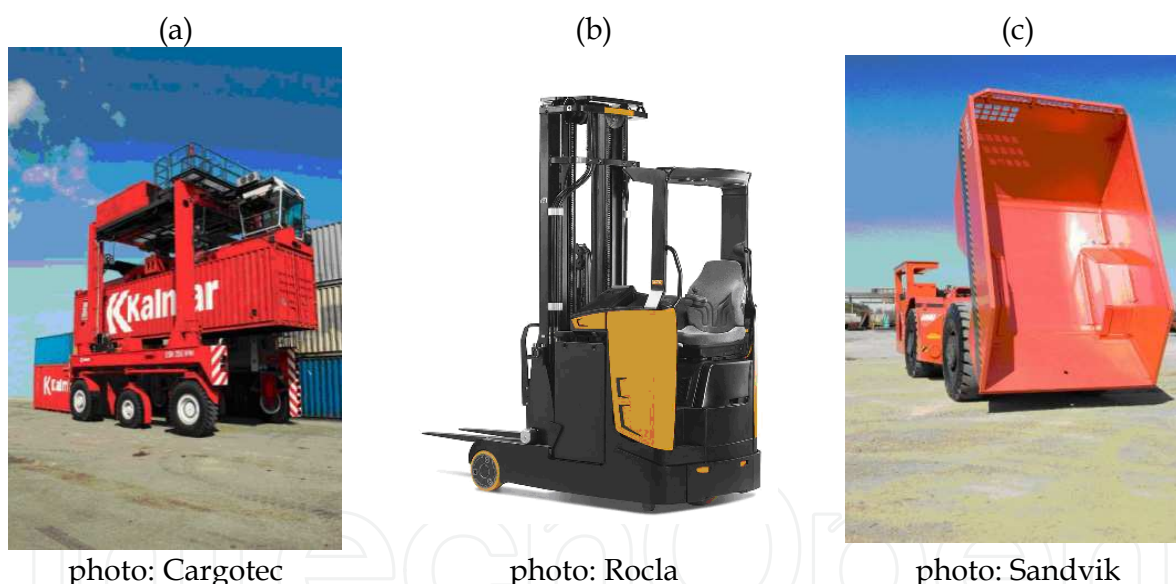 (a)
(b)
(c)
Kalmar
Kalmar
photo: Cargotec
photo: Rocla
photo: Sandvik